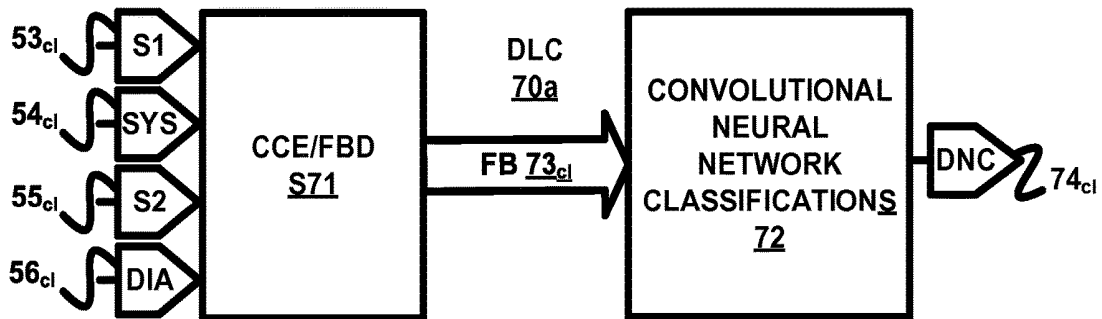 53cl
S1
54cl
SYS
55cl
S2
56cl
DIA
CCE/FBD
S71
DLC
70a
FB 73cl
CONVOLUTIONAL
NEURAL
NETWORK
CLASSIFICATIONS
72
DNC
74cl